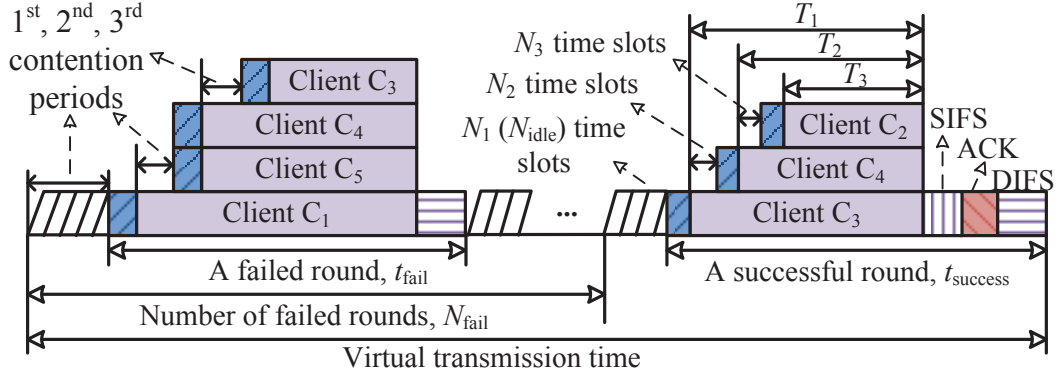 1st, 2nd, 3rd
contention
periods
Client C3
Client C4
Client C5
Client C1
...
N3 time slots
N2 time slots
N1 (Nidle) time
slots
T1
T2
T3
Client C2
Client C4
Client C3
SIFS
ACK
DIFS
A failed round, tfail
A successful round, tsuccess
Number of failed rounds, Nfail
Virtual transmission time